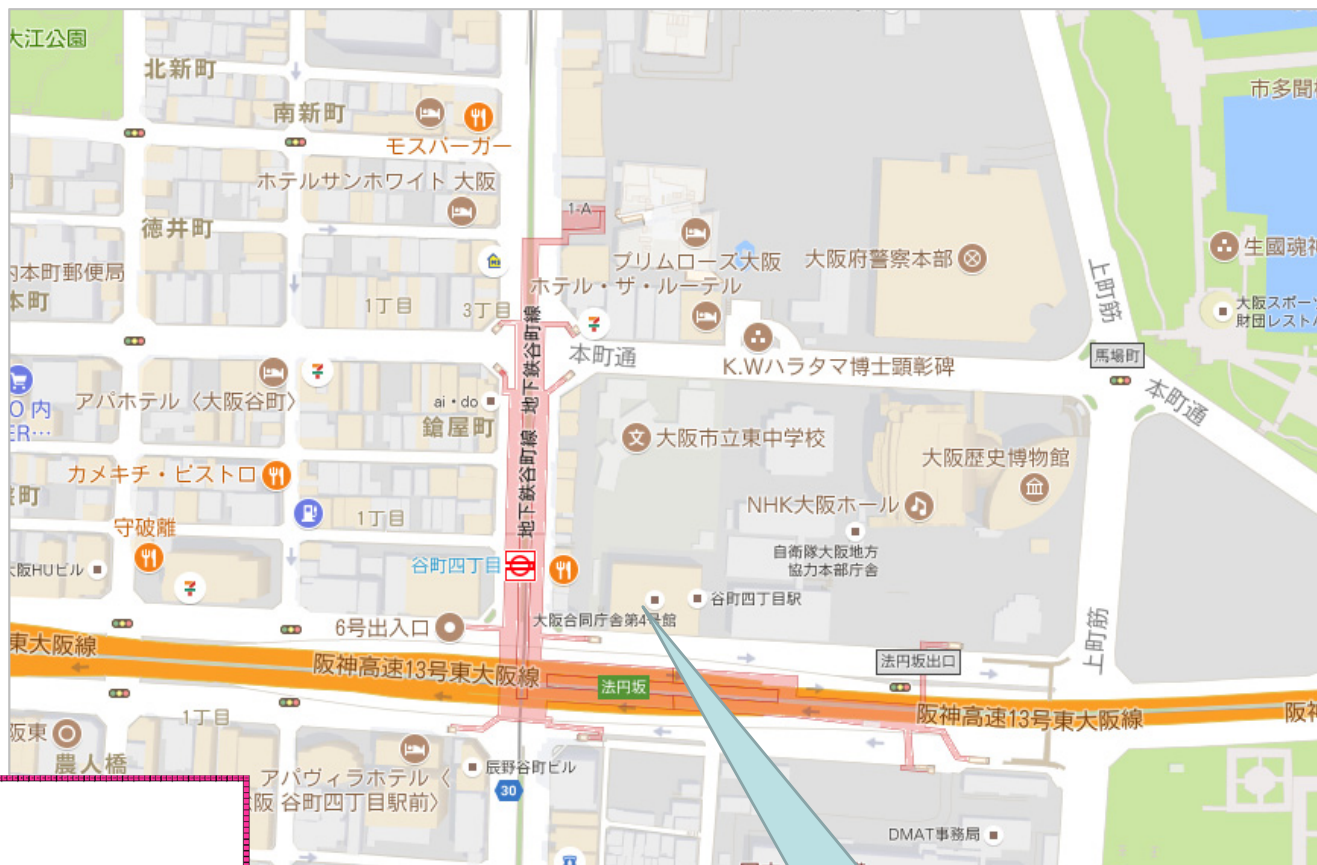 大江公園
北新町
南新町
モスバーガー
市多聞
ホテルサンホワイト 大阪
徳井町
1-A
プリムローズ大阪
大阪府警察本部
生國魂神
内本町郵便局
本町
1丁目
3丁目
ホテル・ザ・ルーテル
上町筋
大阪スポーツ
財団レストハ
地下鉄谷町線
本町通
K.Wハラタマ博士顕彰碑
馬場町
本町通
アパホテル〈大阪谷町〉
ai・do
鎗屋町
O 内
ER…
地下鉄谷町線
大阪市立東中学校
大阪歴史博物館
カメキチ・ビストロ
町
1丁目
NHK大阪ホール
守破離
自衛隊大阪地方
協力本部庁舎
谷町四丁目
大阪HUビル
谷町四丁目駅
大阪合同庁舎第4号館
6号出入口
上町筋
東大阪線
阪神高速13号東大阪線
法円坂出口
法円坂
阪神高速13号東大阪線
阪神
1丁目
阪東
農人橋
アパヴィラホテル〈
阪 谷町四丁目駅前〉
辰野谷町ビル
30
DMAT事務局